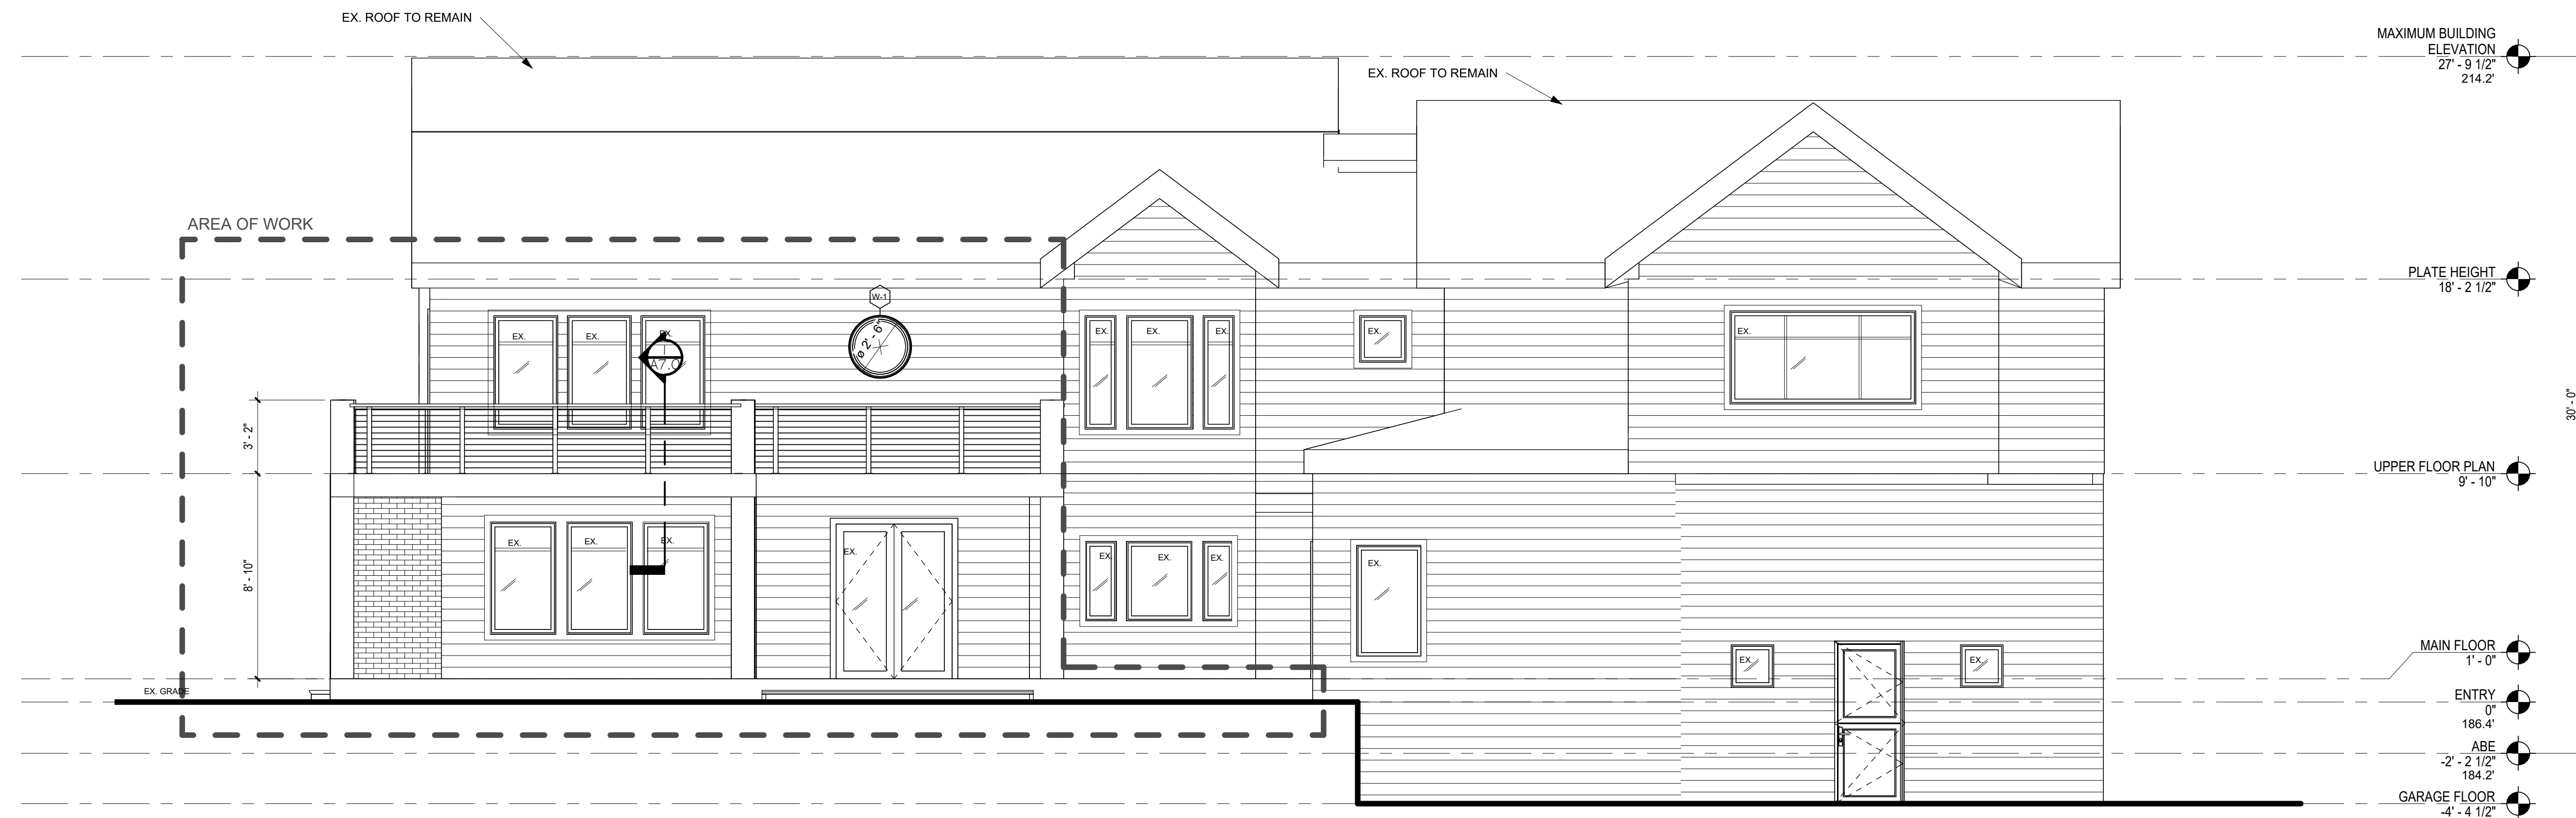 EX. ROOF TO REMAIN
MAXIMUM BUILDING
ELEVATION
27' - 9 1/2"
214.2'
EX. ROOF TO REMAIN
AREA OF WORK
PLATE HEIGHT
18' - 2 1/2"
W-1
EX.
EX.
EX.
ø 2' - 6"
EX.
EX.
EX.
EX.
EX.
A7.0
30' - 0"
3' - 2"
UPPER FLOOR PLAN
9' - 10"
EX.
EX.
EX.
EX.
EX.
EX.
EX.
EX.
8' - 10"
MAIN FLOOR
1' - 0"
EX.
EX.
EX. GRADE
ENTRY
0"
186.4'
ABE
-2' - 2 1/2"
184.2'
GARAGE FLOOR
-4' - 4 1/2"